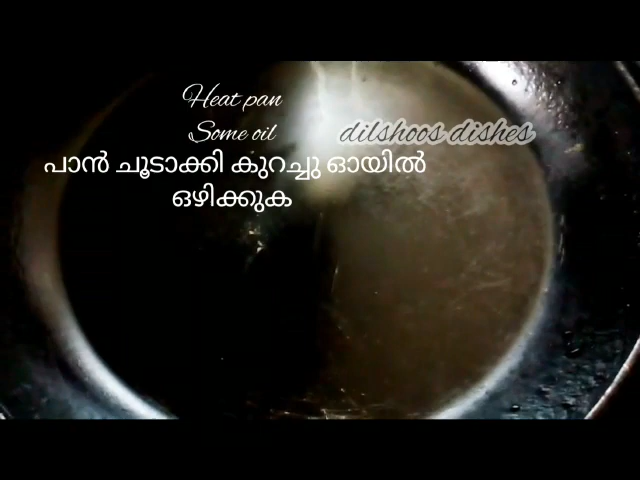 Heat pan
Some oil
dilshoos dishes
പാൻ ചൂടാക്കി കുറച്ചു ഓയിൽ
ഒഴിക്കുക